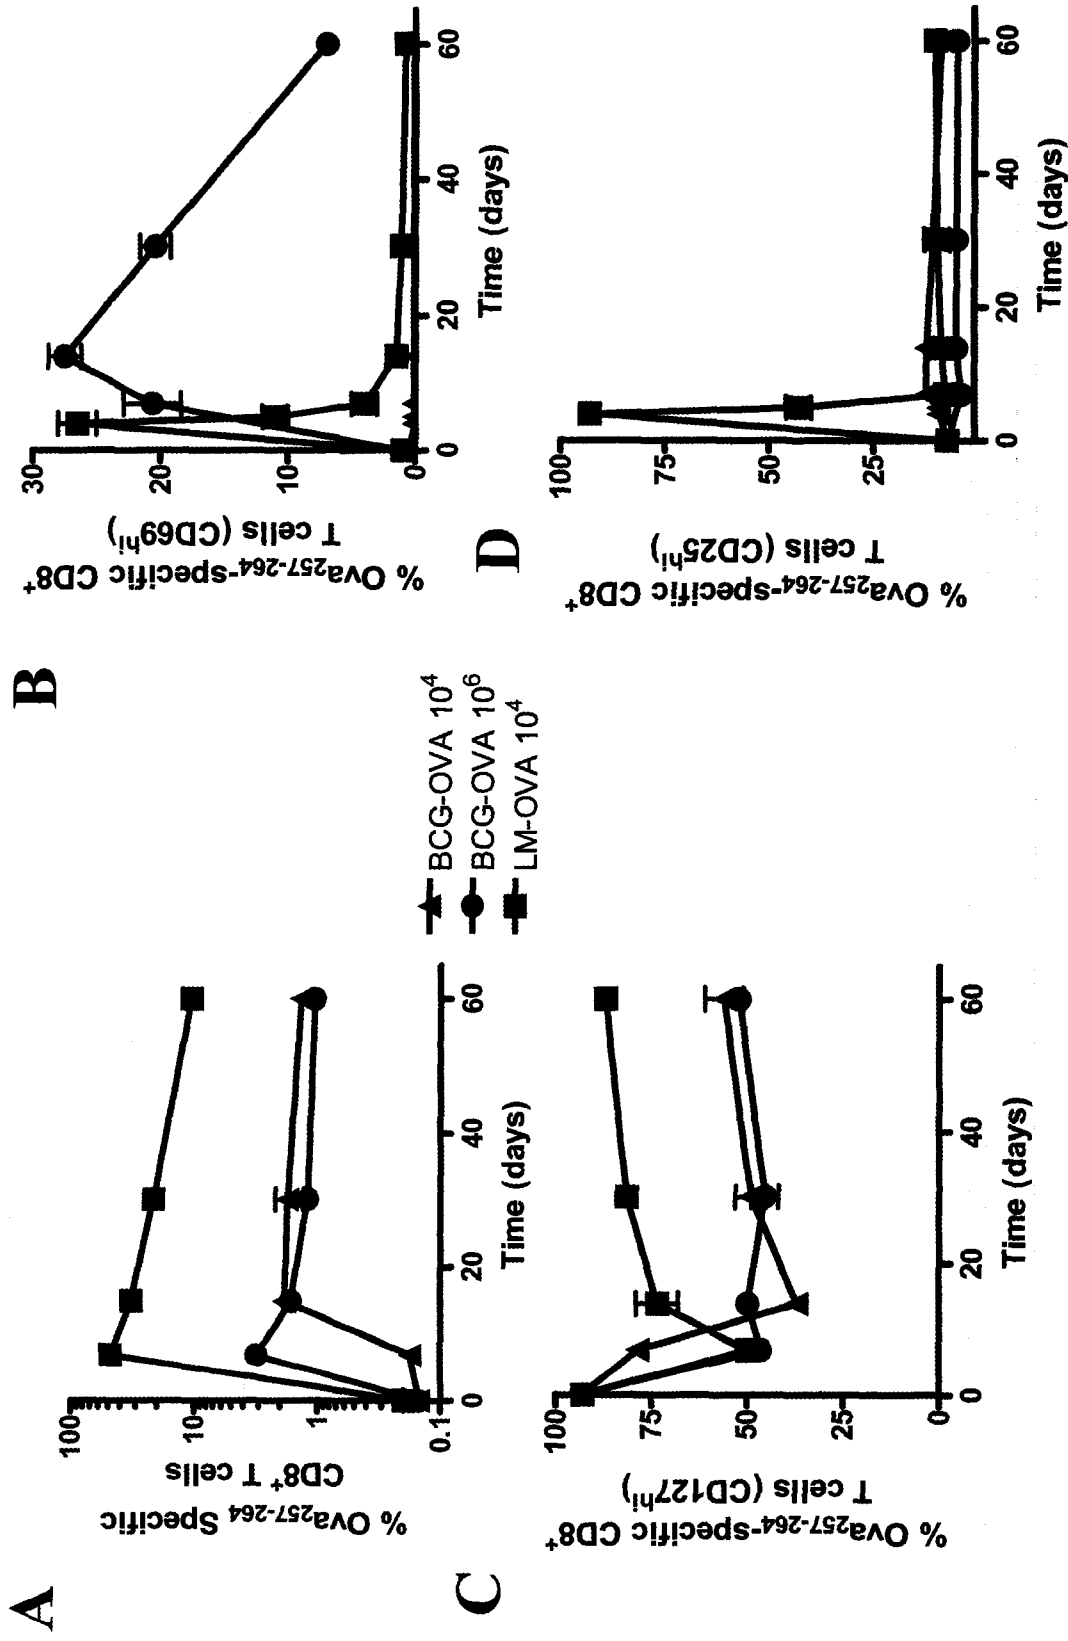 A
% Ova257-264 Specific
CD8+ T cells
100
10
1
0.1
0
20
40
60
Time (days)
B
% Ova257-264-specific CD8+
T cells (CD69hi)
30
20
10
0
0
20
40
60
Time (days)
BCG-OVA 10^4
BCG-OVA 10^6
LM-OVA 10^4
C
% Ova257-264-specific CD8+
T cells (CD127hi)
100
75
50
25
0
0
20
40
60
Time (days)
D
% Ova257-264-specific CD8+
T cells (CD25hi)
100
75
50
25
0
20
40
60
Time (days)